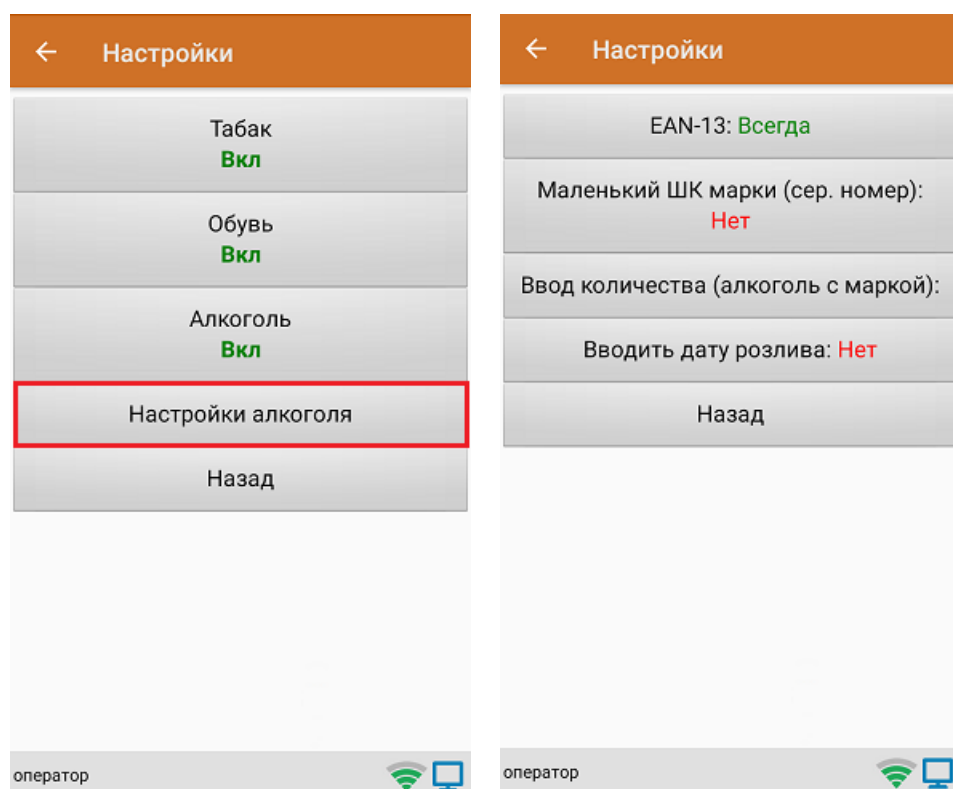 Настройки
Табак
Вкл
Обувь
Вкл
Алкоголь
Вкл
Настройки алкоголя
Назад
оператор
Настройки
EAN-13: Всегда
Маленький ШК марки (сер. номер):
Нет
Ввод количества (алкоголь с маркой):
Вводить дату розлива: Нет
Назад
оператор